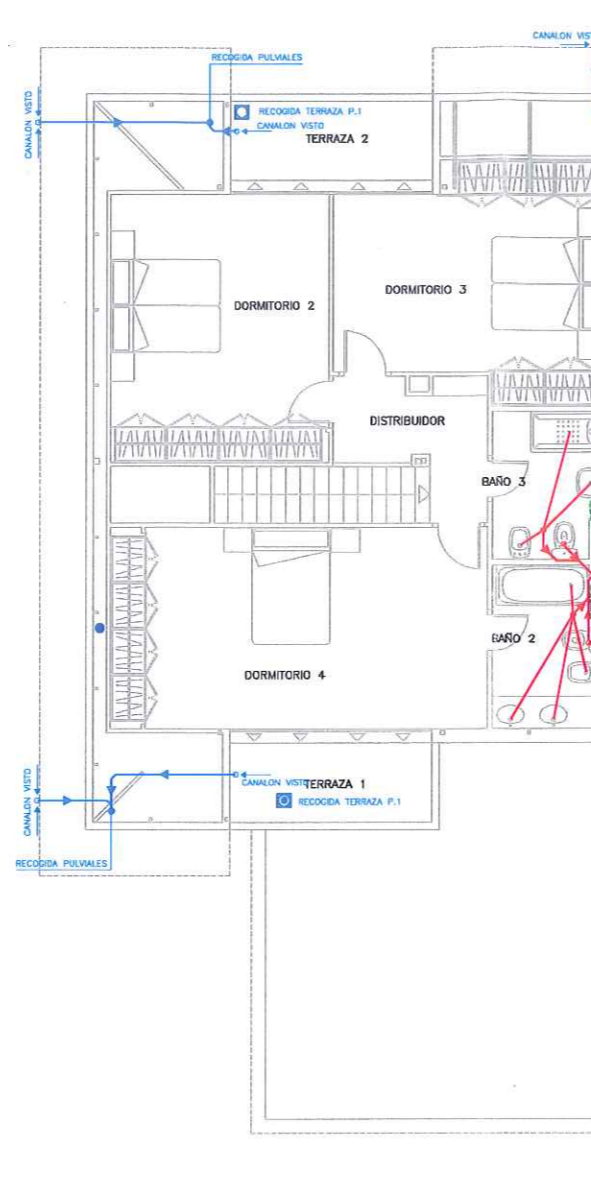 CANALON VIS
RECOGIDA PULVIALES
CANALON VISTO
RECOGIDA TERRAZA P.1
CANALON VISTO
TERRAZA 2
DORMITORIO 3
DORMITORIO 2
DISTRIBUIDOR
BAÑO 3
BAÑO 2
DORMITORIO 4
CANALON VISTO
TERRAZA 1
CANALON VISTO
RECOGIDA TERRAZA P.1
RECOGIDA PULVIALES